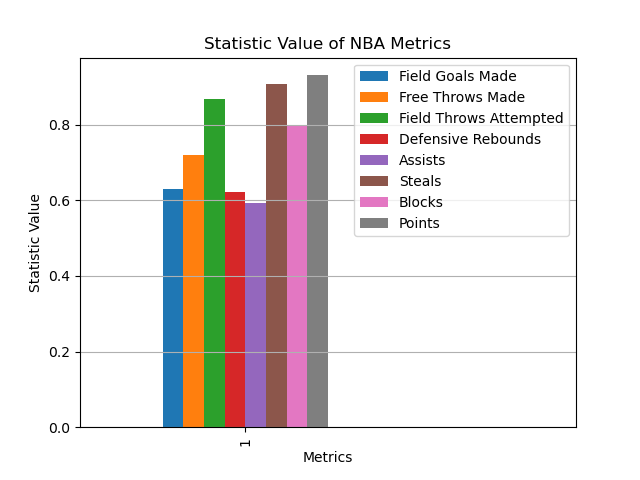 Statistic Value of NBA Metrics
Field Goals Made
Free Throws Made
Field Throws Attempted
Defensive Rebounds
Assists
Steals
Blocks
Points
Statistic Value
0.8
0.6
0.4
0.2
0.0
1
Metrics